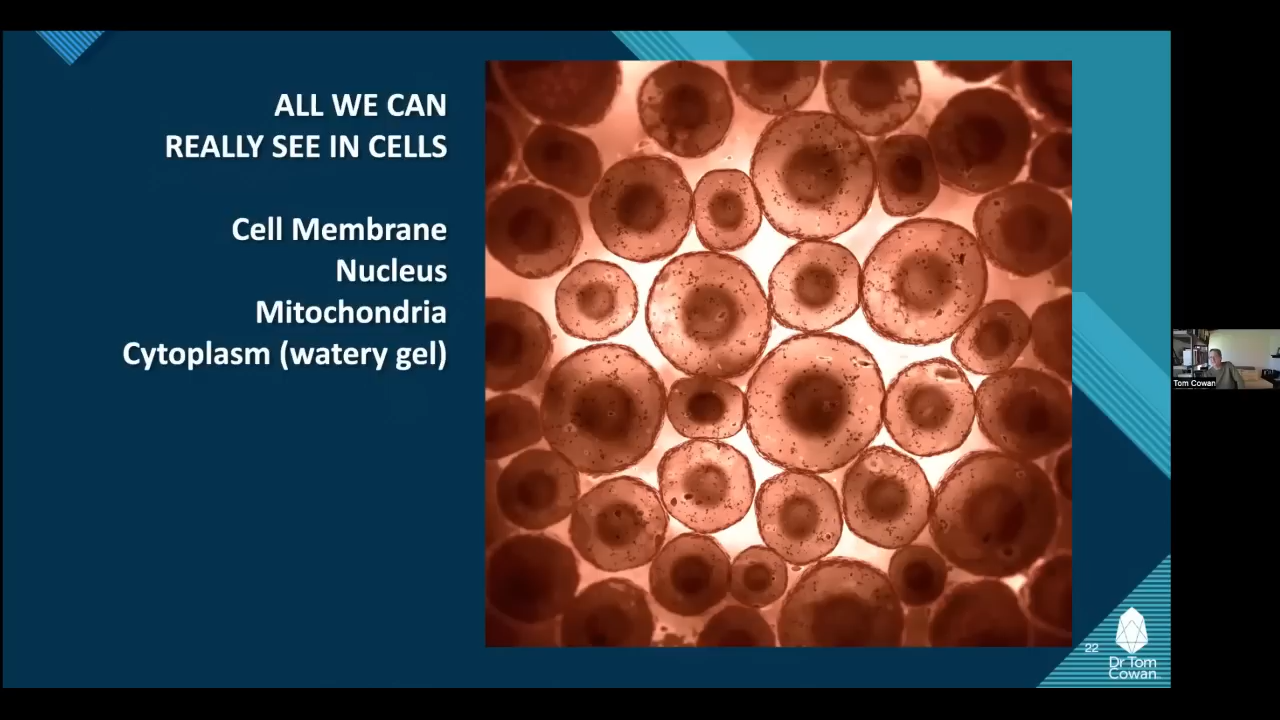 ALL WE CAN
REALLY SEE IN CELLS
Cell Membrane
Nucleus
Mitochondria
Cytoplasm (watery gel)
Tom Cowan
22
Dr Tom
Cowan